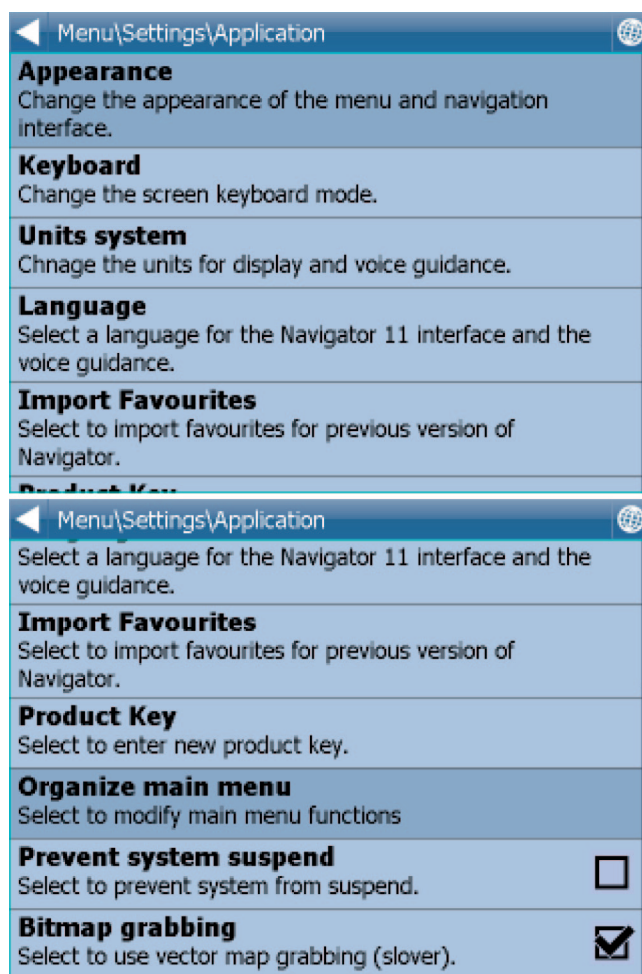 Menu\Settings\Application
Appearance
Change the appearance of the menu and navigation
interface.
Keyboard
Change the screen keyboard mode.
Units system
Chnage the units for display and voice guidance.
Language
Select a language for the Navigator 11 interface and the
voice guidance.
Import Favourites
Select to import favourites for previous version of
Navigator.
Product Key
Menu\Settings\Application
Select a language for the Navigator 11 interface and the
voice guidance.
Import Favourites
Select to import favourites for previous version of
Navigator.
Product Key
Select to enter new product key.
Organize main menu
Select to modify main menu functions
Prevent system suspend
Select to prevent system from suspend.
Bitmap grabbing
Select to use vector map grabbing (slover).